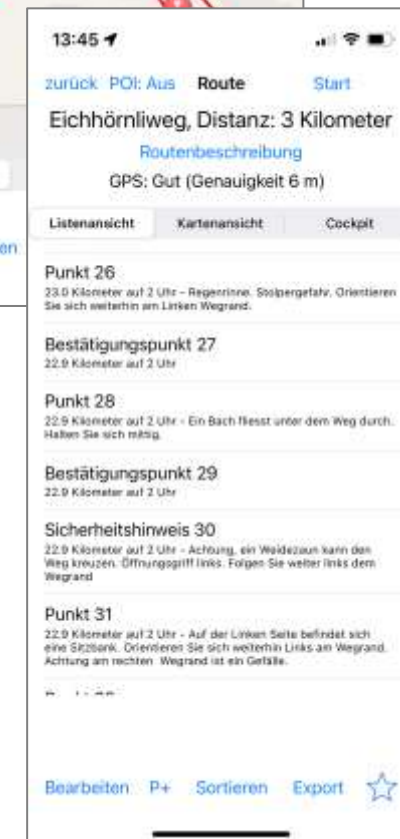 13:45
zurück POI: Aus Route Start
Eichhörnliweg, Distanz: 3 Kilometer
Routenbeschreibung
GPS: Gut (Genauigkeit 6 m)
Listenansicht Kartenansicht Cockpit
en
Punkt 26
23.0 Kilometer auf 2 Uhr - Regenrinne. Stolpergefahr. Orientieren
Sie sich weiterhin am Linken Wegrand.
Bestätigungspunkt 27
22.9 Kilometer auf 2 Uhr
Punkt 28
22.9 Kilometer auf 2 Uhr - Ein Bach fliesst unter dem Weg durch.
Halten Sie sich mittig.
Bestätigungspunkt 29
22.9 Kilometer auf 2 Uhr
Sicherheitshinweis 30
22.9 Kilometer auf 2 Uhr - Achtung, ein Weidezaun kann den
Weg kreuzen. Öffnungsgriff links. Folgen Sie weiter links dem
Wegrand
Punkt 31
22.9 Kilometer auf 2 Uhr - Auf der Linken Seite befindet sich
eine Sitzbank. Orientieren Sie sich weiterhin Links am Wegrand.
Achtung am rechten Wegrand ist ein Gefälle.
Bearbeiten P+ Sortieren Export